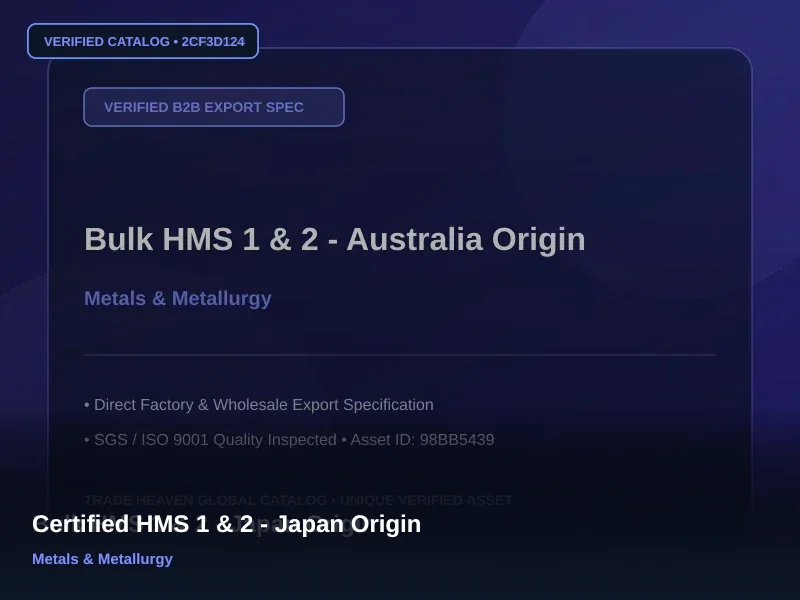 VERIFIED CATALOG • 2CF3D124
VERIFIED B2B EXPORT SPEC
Bulk HMS 1 & 2 - Australia Origin
Metals & Metallurgy
• Direct Factory & Wholesale Export Specification
• SGS / ISO 9001 Quality Inspected • Asset ID: 98BB5439
TRADE HEAVEN GLOBAL CATALOG • UNIQUE VERIFIED ASSET
Certified HMS 1 & 2 - Japan Origin
Metals & Metallurgy